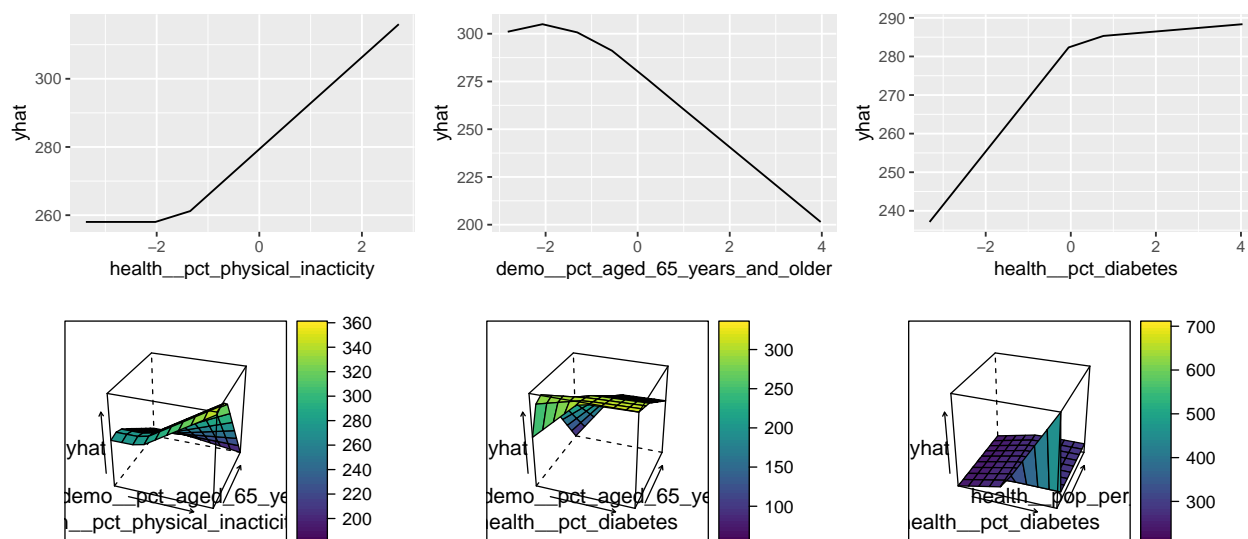 300
280
260
yhat
−2
0
2
health__pct_physical_inacticity
300
275
250
225
200
yhat
−2
0
2
4
demo__pct_aged_65_years_and_older
290
280
270
260
250
240
yhat
−2
0
2
4
health__pct_diabetes
yhat
demo__pct_aged_65_ye
h__pct_physical_inacticit
360
340
320
300
280
260
240
220
200
yhat
demo__pct_aged_65_ye
health__pct_diabetes
300
250
200
150
100
yhat
health__pop_per_
health__pct_diabetes
700
600
500
400
300